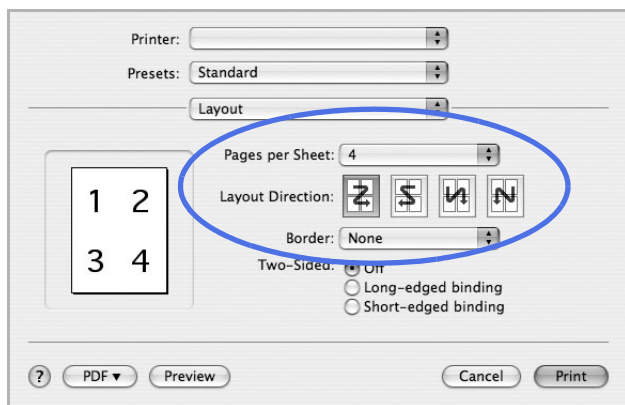 Printer:
Presets: Standard
Layout
Pages per Sheet: 4
1 2
Layout Direction:
3 4
Border: None
Two-Sided: Off
Long-edged binding
Short-edged binding
? PDF▼ Preview Cancel Print